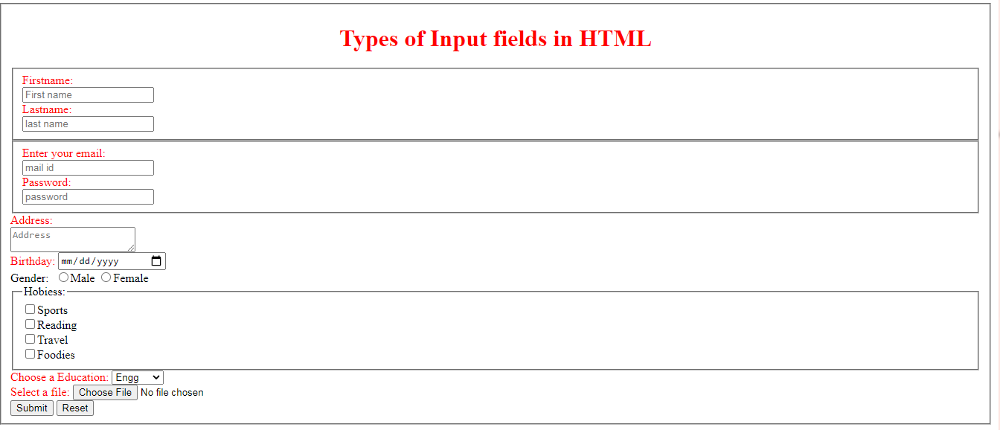 Types of Input fields in HTML
Firstname:
First name
Lastname:
last name
Enter your email:
mail id
Password:
password
Address:
Address
Birthday: mm/dd/yyyy
Gender: Male Female
Hobiess:
Sports
Reading
Travel
Foodies
Choose a Education: Engg
Select a file: Choose File No file chosen
Submit Reset